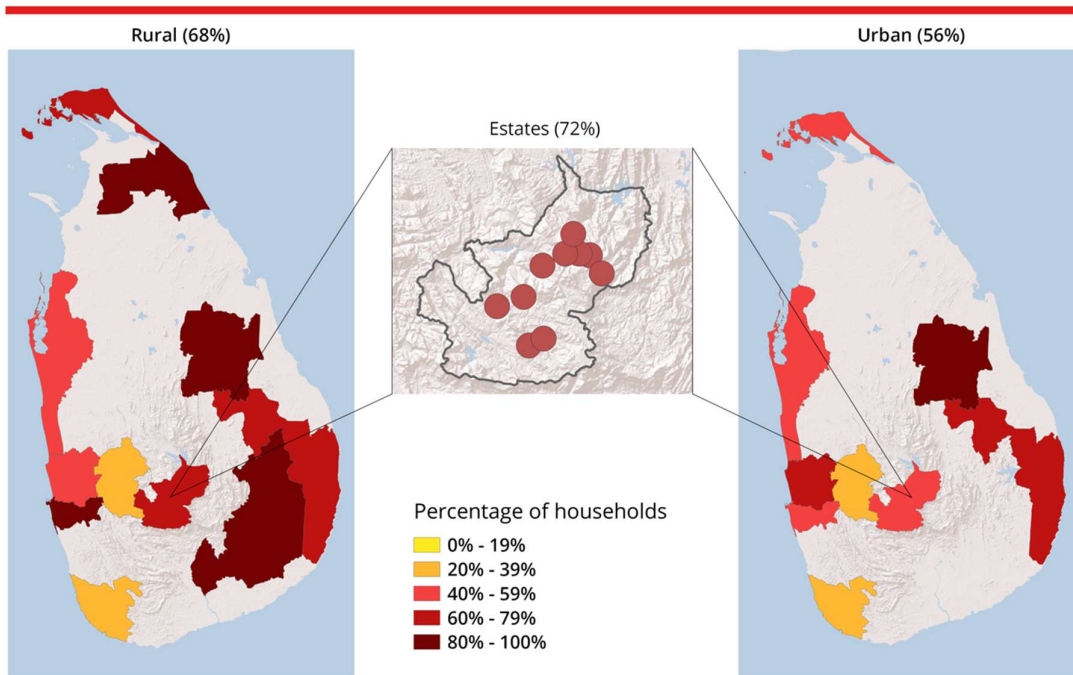 Rural (68%)
Urban (56%)
Estates (72%)
Percentage of households
0% - 19%
20% - 39%
40% - 59%
60% - 79%
80% - 100%